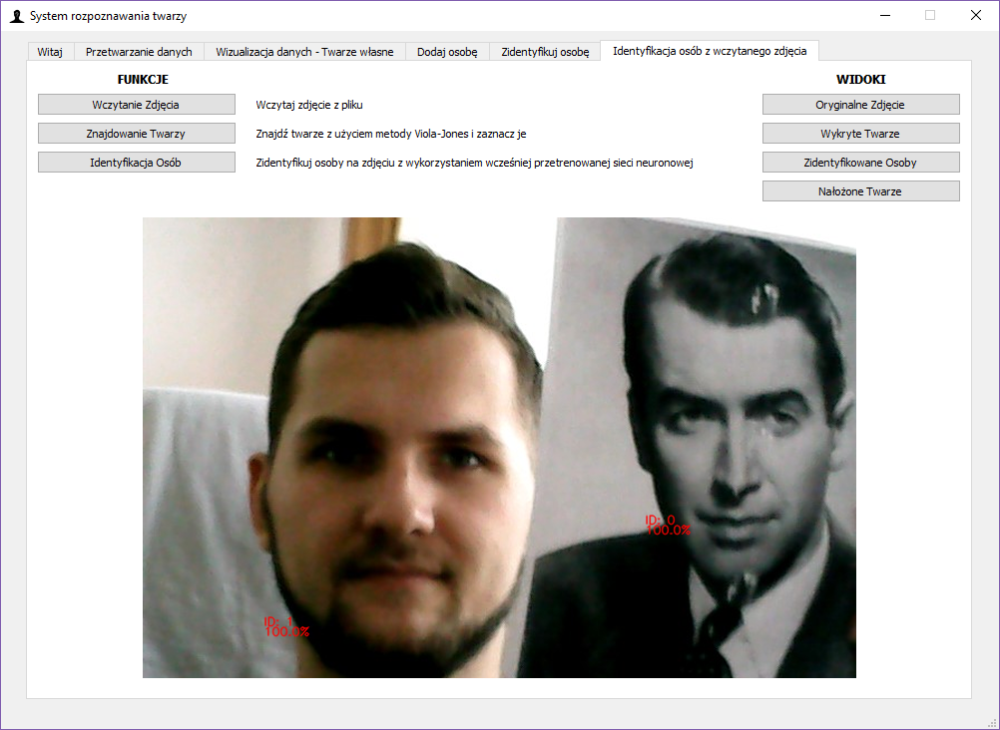 System rozpoznawania twarzy
Witaj
Przetwarzanie danych
Wizualizacja danych - Twarze własne
Dodaj osobę
Zidentyfikuj osobę
Identyfikacja osób z wczytanego zdjęcia
FUNKCJE
WIDOKI
Wczytanie Zdjęcia
Wczytaj zdjęcie z pliku
Oryginalne Zdjęcie
Znajdowanie Twarzy
Znajdź twarze z użyciem metody Viola-Jones i zaznacz je
Wykryte Twarze
Identyfikacja Osób
Zidentyfikuj osoby na zdjęciu z wykorzystaniem wcześniej przetrenowanej sieci neuronowej
Zidentyfikowane Osoby
Nałożone Twarze
ID: 0
100.0%
ID: 1
100.0%